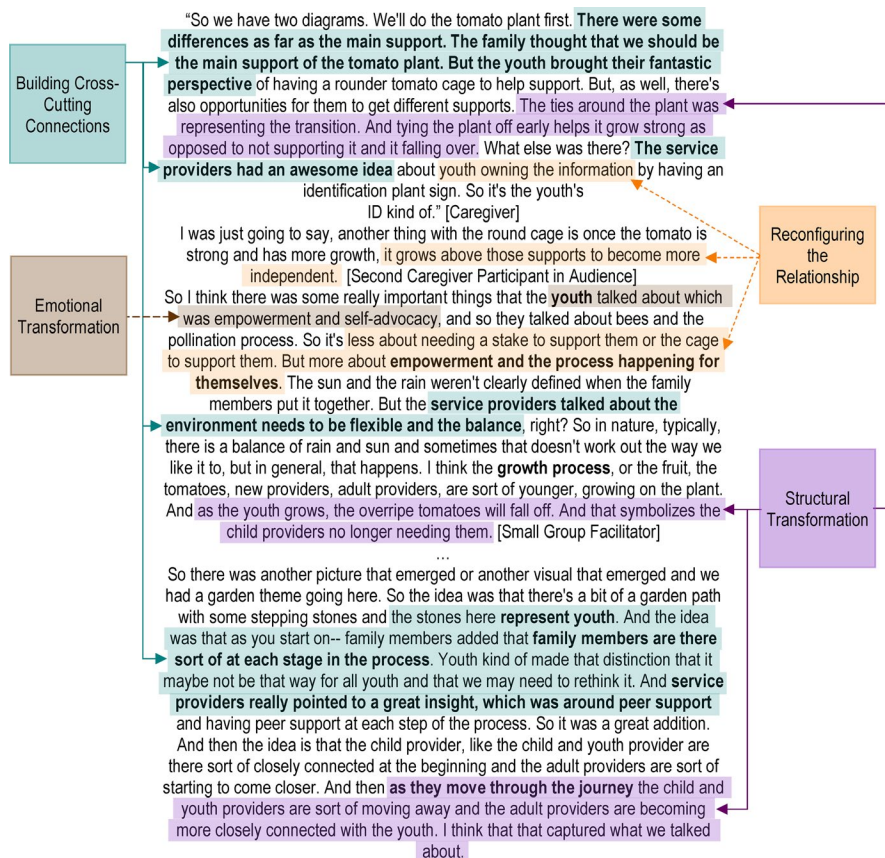 “So we have two diagrams. We'll do the tomato plant first. There were some
differences as far as the main support. The family thought that we should be
the main support of the tomato plant. But the youth brought their fantastic
perspective of having a rounder tomato cage to help support. But, as well, there's
also opportunities for them to get different supports. The ties around the plant was
representing the transition. And tying the plant off early helps it grow strong as
opposed to not supporting it and it falling over. What else was there? The service
providers had an awesome idea about youth owning the information by having an
identification plant sign. So it's the youth's
ID kind of.” [Caregiver]
I was just going to say, another thing with the round cage is once the tomato is
strong and has more growth, it grows above those supports to become more
independent. [Second Caregiver Participant in Audience]
So I think there was some really important things that the youth talked about which
was empowerment and self-advocacy, and so they talked about bees and the
pollination process. So it's less about needing a stake to support them or the cage
to support them. But more about empowerment and the process happening for
themselves. The sun and the rain weren't clearly defined when the family
members put it together. But the service providers talked about the
environment needs to be flexible and the balance, right? So in nature, typically,
there is a balance of rain and sun and sometimes that doesn't work out the way we
like it to, but in general, that happens. I think the growth process, or the fruit, the
tomatoes, new providers, adult providers, are sort of younger, growing on the plant.
And as the youth grows, the overripe tomatoes will fall off. And that symbolizes the
child providers no longer needing them. [Small Group Facilitator]
...
So there was another picture that emerged or another visual that emerged and we
had a garden theme going here. So the idea was that there's a bit of a garden path
with some stepping stones and the stones here represent youth. And the idea
was that as you start on-- family members added that family members are there
sort of at each stage in the process. Youth kind of made that distinction that it
maybe not be that way for all youth and that we may need to rethink it. And service
providers really pointed to a great insight, which was around peer support
and having peer support at each step of the process. So it was a great addition.
And then the idea is that the child provider, like the child and youth provider are
there sort of closely connected at the beginning and the adult providers are sort of
starting to come closer. And then as they move through the journey the child and
youth providers are sort of moving away and the adult providers are becoming
more closely connected with the youth. I think that that captured what we talked
about.
Building Cross-
Cutting
Connections
Emotional
Transformation
Reconfiguring
the
Relationship
Structural
Transformation